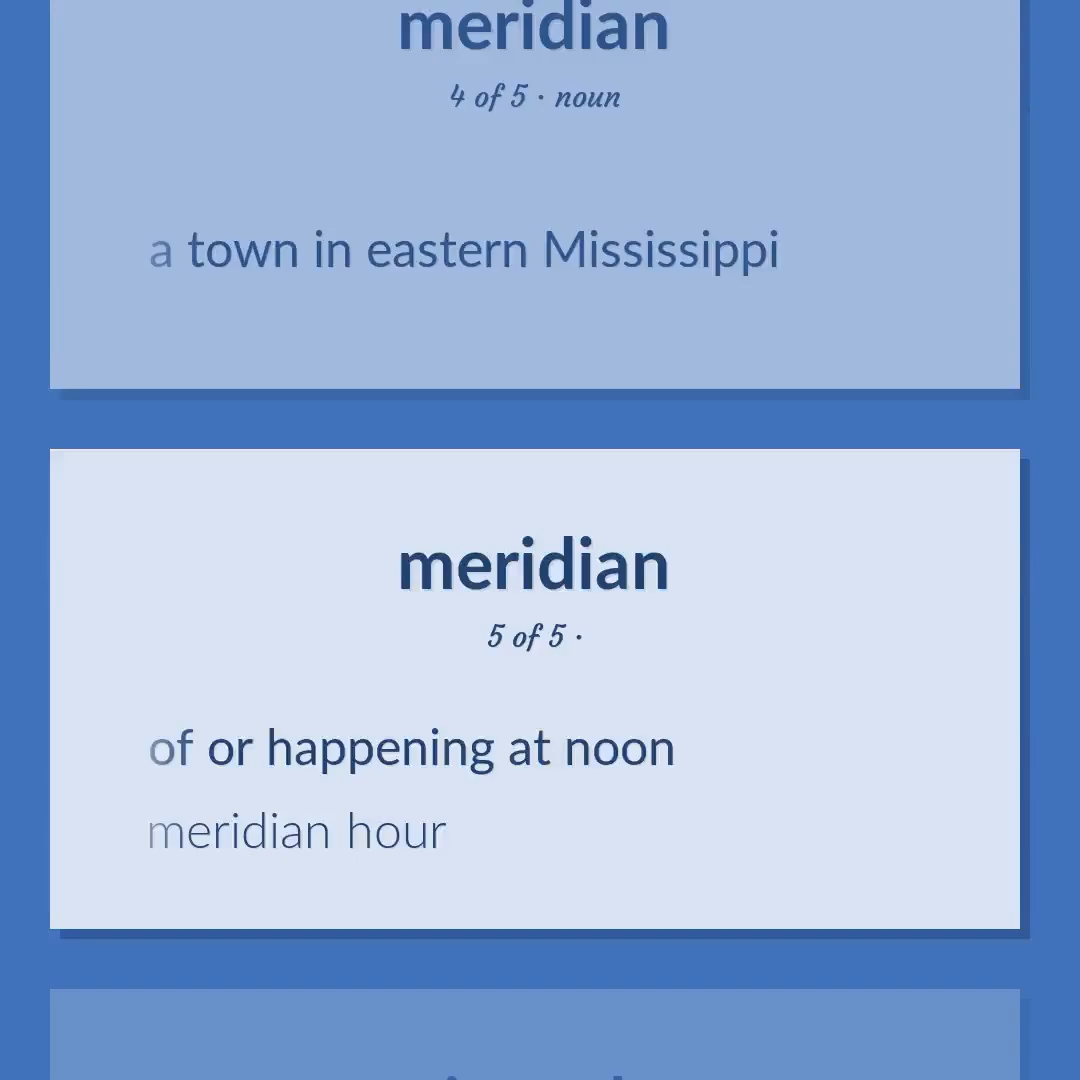 meridian
4 of 5 · noun
a town in eastern Mississippi
meridian
5 of 5 ·
of or happening at noon
meridian hour